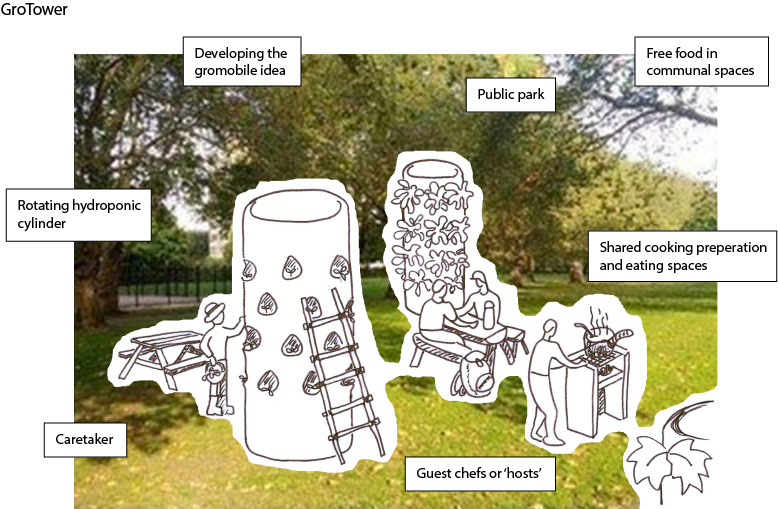 GroTower
Developing the
gromobile idea
Free food in
communal spaces
Public park
Rotating hydroponic
cylinder
Shared cooking preperation
and eating spaces
Caretaker
Guest chefs or ‘hosts’